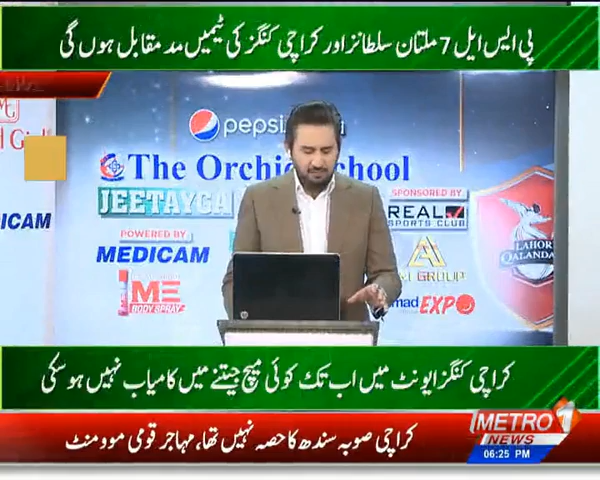 پی ایس ایل 7 ملتان سلطانز اور کراچی کنگز کی ٹیمیں مد مقابل ہوں گی
MG
pepsi
The Orchid School
JEETAYGA
SPONSORED BY
REAL
SPORTS CLUB
POWERED BY
MEDICAM
MEDICAM
GROUP
LAHORE
QALANDARS
ME
BODY SPRAY
mad EXPO
hp
کراچی کنگز ایونٹ میں اب تک کوئی میچ جیتنے میں کامیاب نہیں ہو سکی
کراچی صوبہ سندھ کا حصہ نہیں تھا، مہاجر قومی موومنٹ
METRO 1
NEWS
06:25 PM